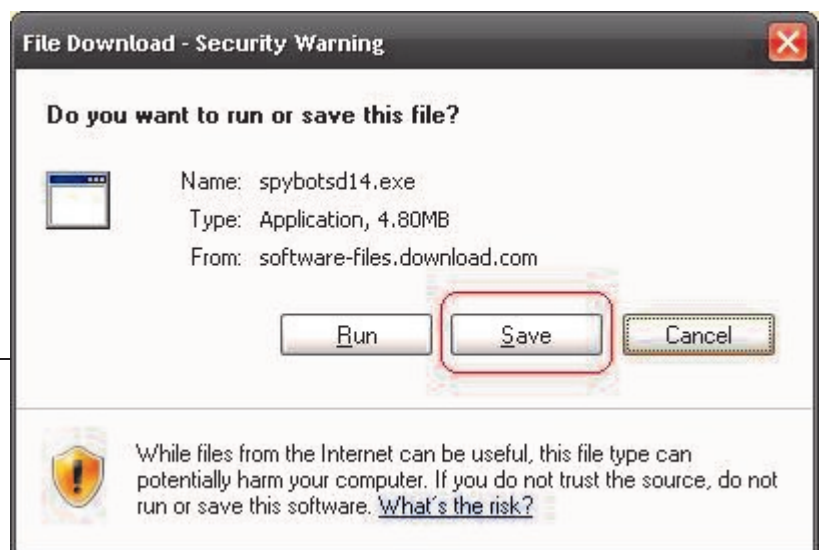 File Download - Security Warning
Do you want to run or save this file?
Name: spybotsd14.exe
Type: Application, 4.80MB
From: software-files.download.com
Run Save Cancel
While files from the Internet can be useful, this file type can
potentially harm your computer. If you do not trust the source, do not
run or save this software. What's the risk?